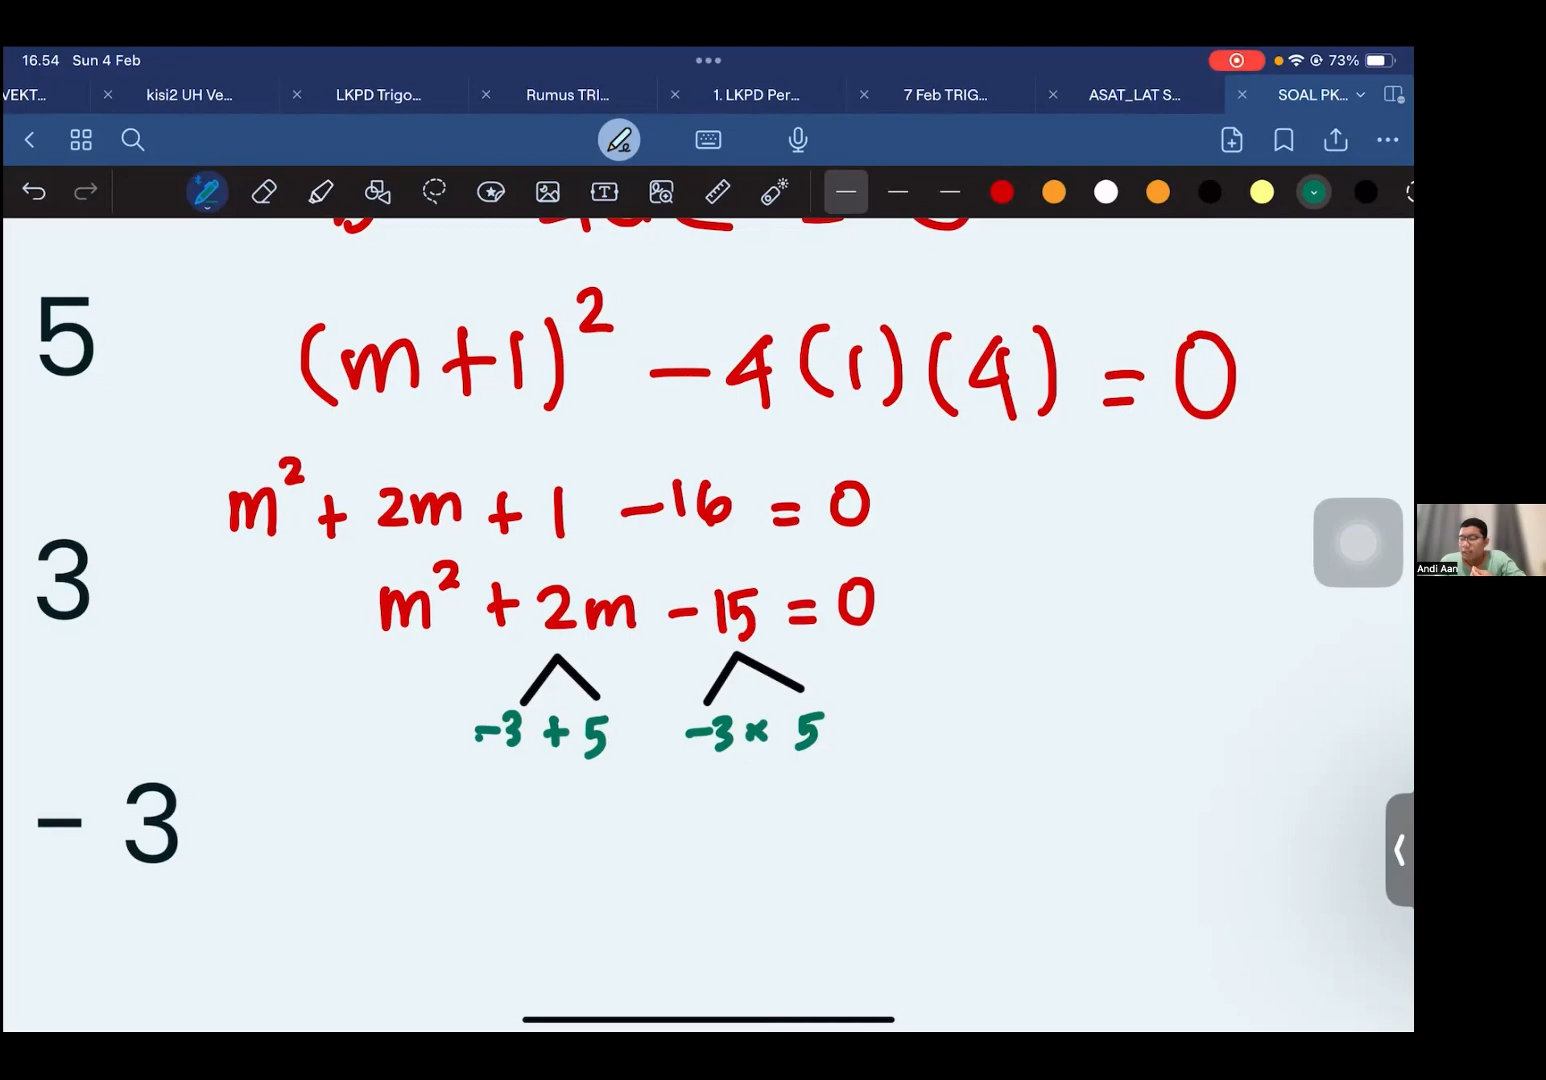 16.54 Sun 4 Feb
73%
VEKT...
kisi2 UH Ve...
LKPD Trigo...
Rumus TRI...
1. LKPD Per...
7 Feb TRIG...
ASAT_LAT S...
SOAL PK...
5
(m+1)² -4(1)(4) = 0
m² + 2m + 1 -16 = 0
3
m² + 2m -15 = 0
-3 + 5 -3 × 5
- 3
Andi Aan